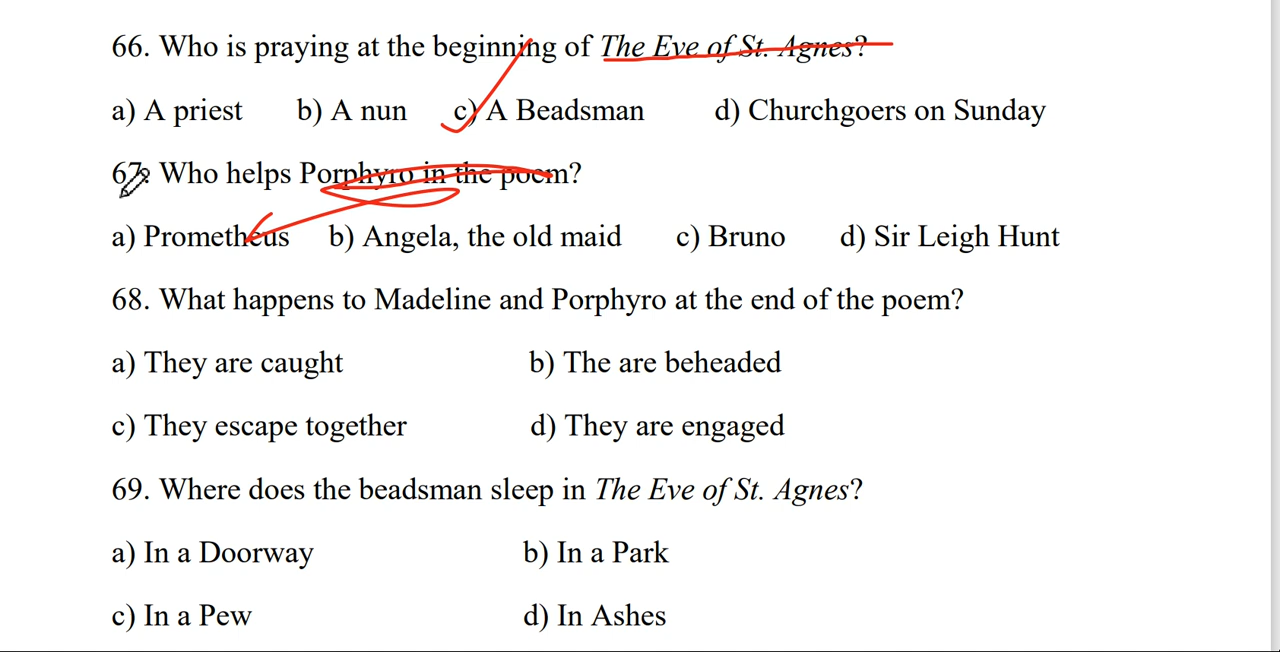 66. Who is praying at the beginning of The Eve of St. Agnes?
a) A priest b) A nun c) A Beadsman d) Churchgoers on Sunday
67. Who helps Porphyro in the poem?
a) Prometheus b) Angela, the old maid c) Bruno d) Sir Leigh Hunt
68. What happens to Madeline and Porphyro at the end of the poem?
a) They are caught b) The are beheaded
c) They escape together d) They are engaged
69. Where does the beadsman sleep in The Eve of St. Agnes?
a) In a Doorway b) In a Park
c) In a Pew d) In Ashes